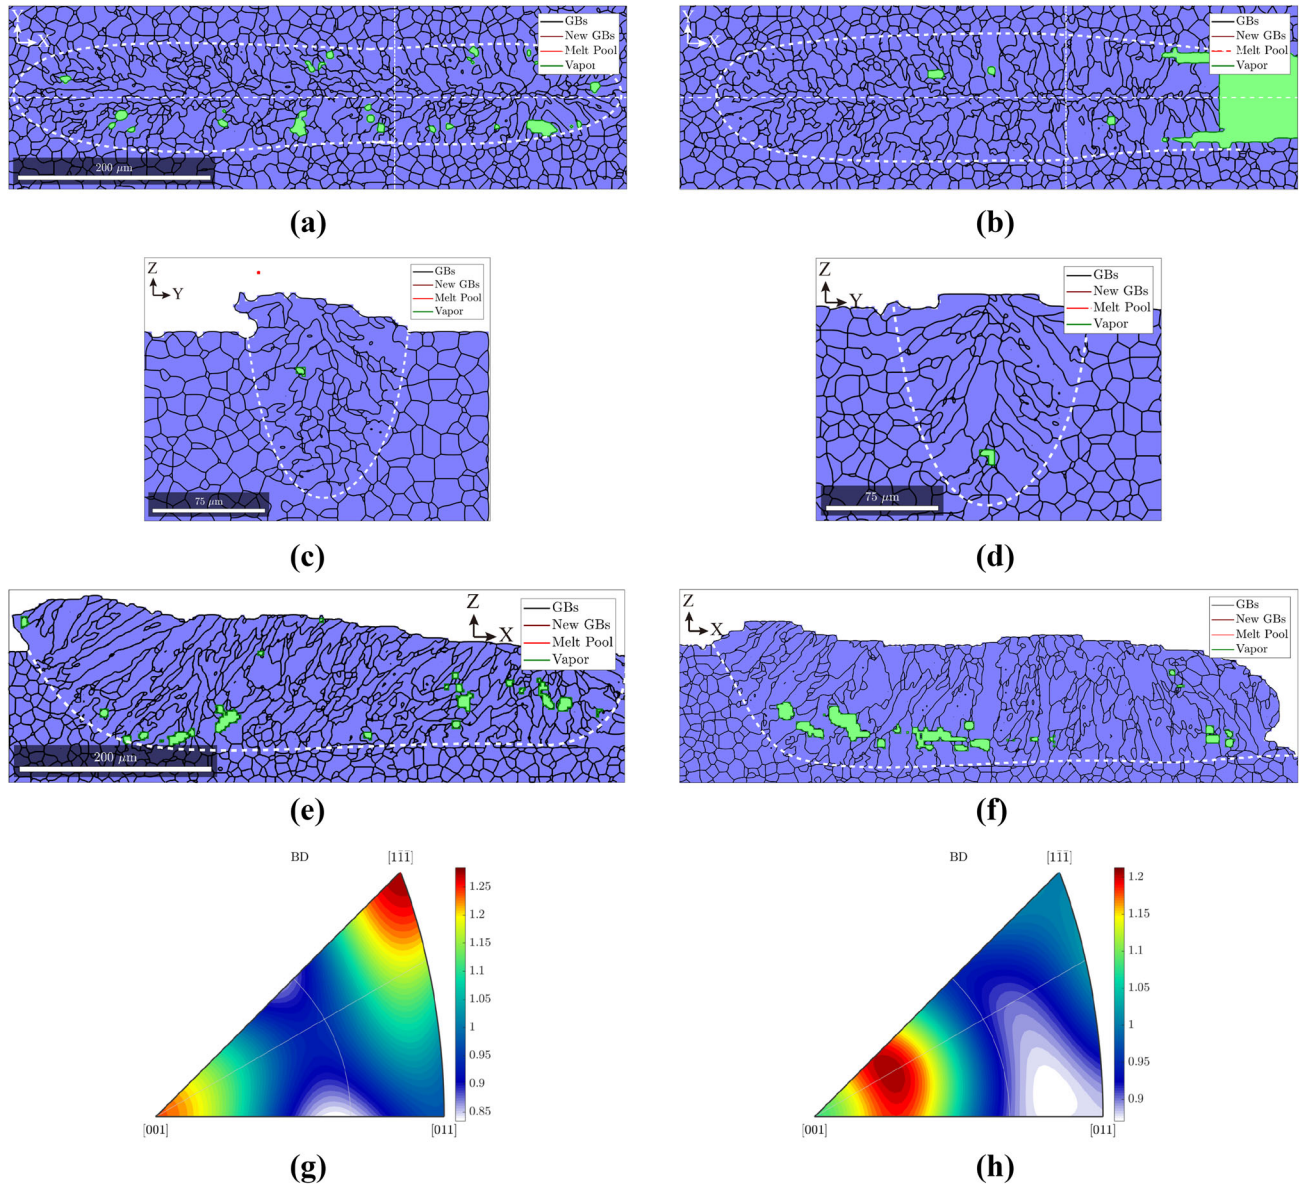 Y
X
GBs
New GBs
Melt Pool
Vapor
200 μm
(a)
Y
X
GBs
New GBs
Melt Pool
Vapor
(b)
Z
Y
GBs
New GBs
Melt Pool
Vapor
75 μm
(c)
Z
Y
GBs
New GBs
Melt Pool
Vapor
75 μm
(d)
Z
X
GBs
New GBs
Melt Pool
Vapor
200 μm
(e)
Z
X
GBs
New GBs
Melt Pool
Vapor
(f)
BD
[11̄1]
1.25
1.2
1.15
1.1
1.05
1
0.95
0.9
0.85
[001]
[011]
(g)
BD
[11̄1]
1.2
1.15
1.1
1.05
1
0.95
0.9
[001]
[011]
(h)